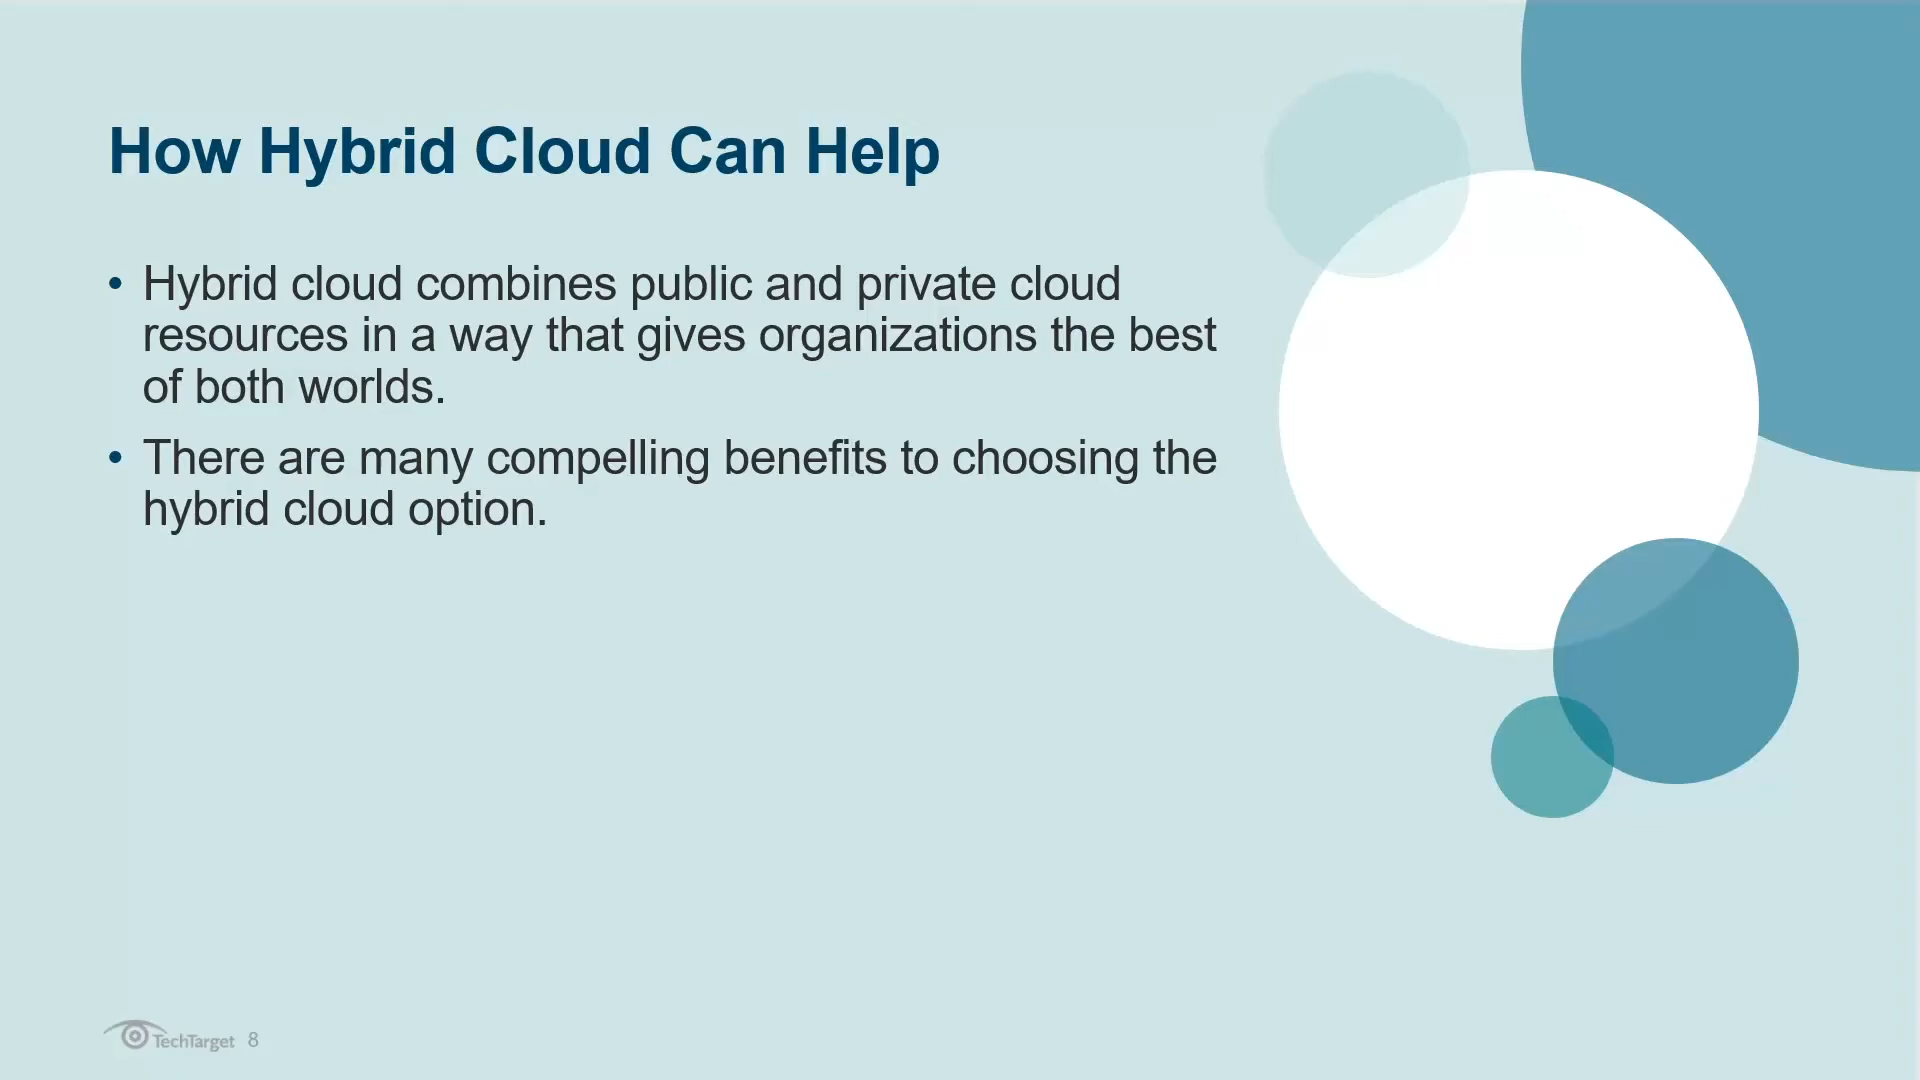 How Hybrid Cloud Can Help
• Hybrid cloud combines public and private cloud
resources in a way that gives organizations the best
of both worlds.
• There are many compelling benefits to choosing the
hybrid cloud option.
TechTarget 8